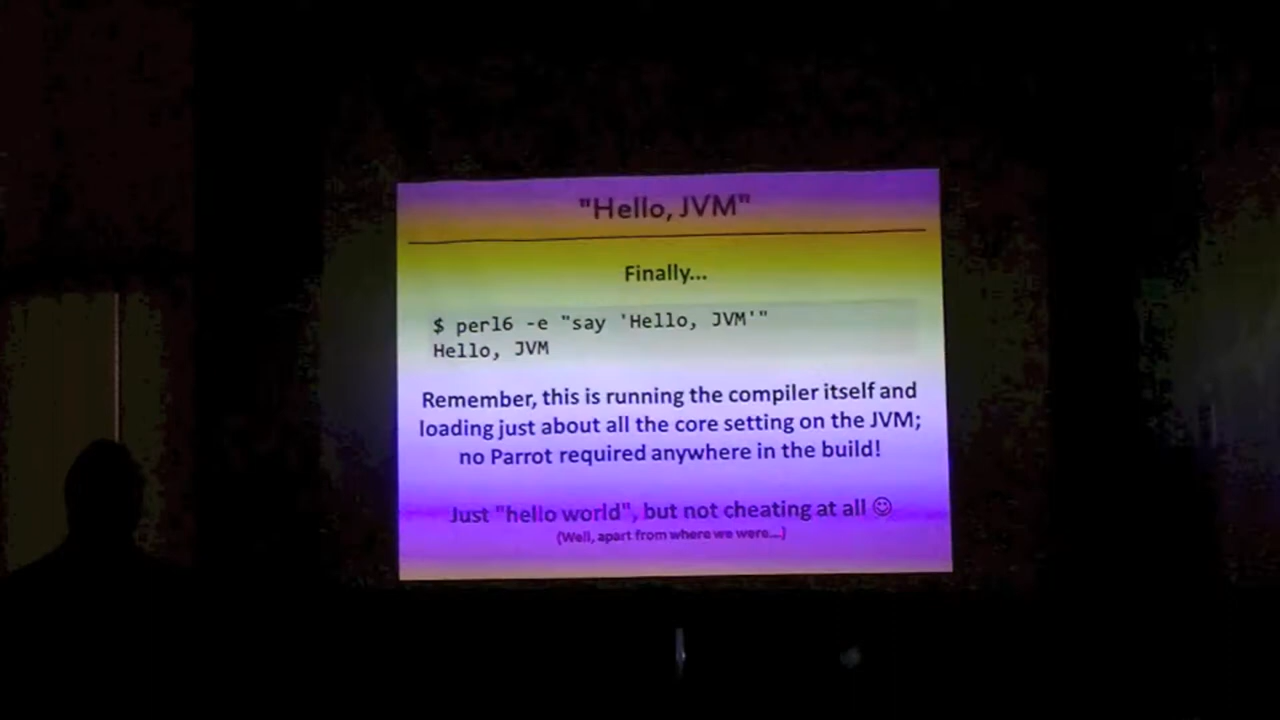 "Hello, JVM"
Finally...
$ perl6 -e "say 'Hello, JVM'"
Hello, JVM
Remember, this is running the compiler itself and
loading just about all the core setting on the JVM;
no Parrot required anywhere in the build!
Just "hello world", but not cheating at all ☺
(Well, apart from where we were...)